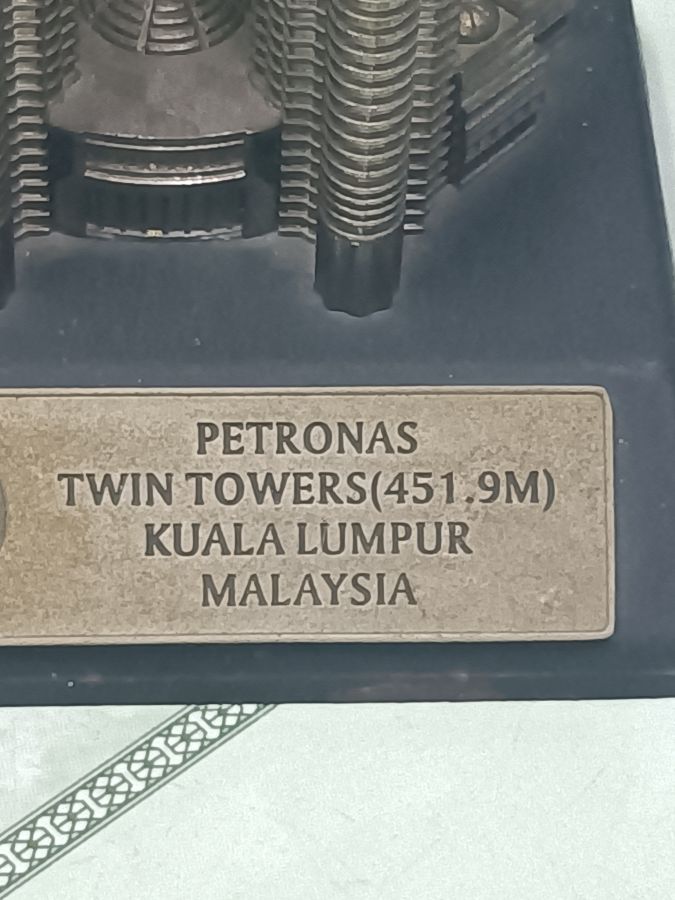 PETRONAS
TWIN TOWERS(451.9M)
KUALA LUMPUR
MALAYSIA